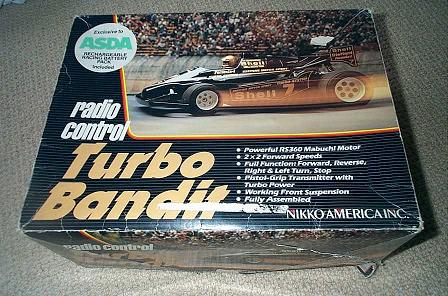 Exclusive to
ASDA
RECHARGEABLE
RACING BATTERY
PACK
Included
Shell
Shell 7
radio
control
Turbo
Bandit
• Powerful RS360 Mabuchi Motor
• 2×2 Forward Speeds
• Full Function: Forward, Reverse,
Right & Left Turn, Stop
• Pistol-Grip Transmitter with
Turbo Power
• Working Front Suspension
• Fully Assembled
NIKKO AMERICA INC.
radio control